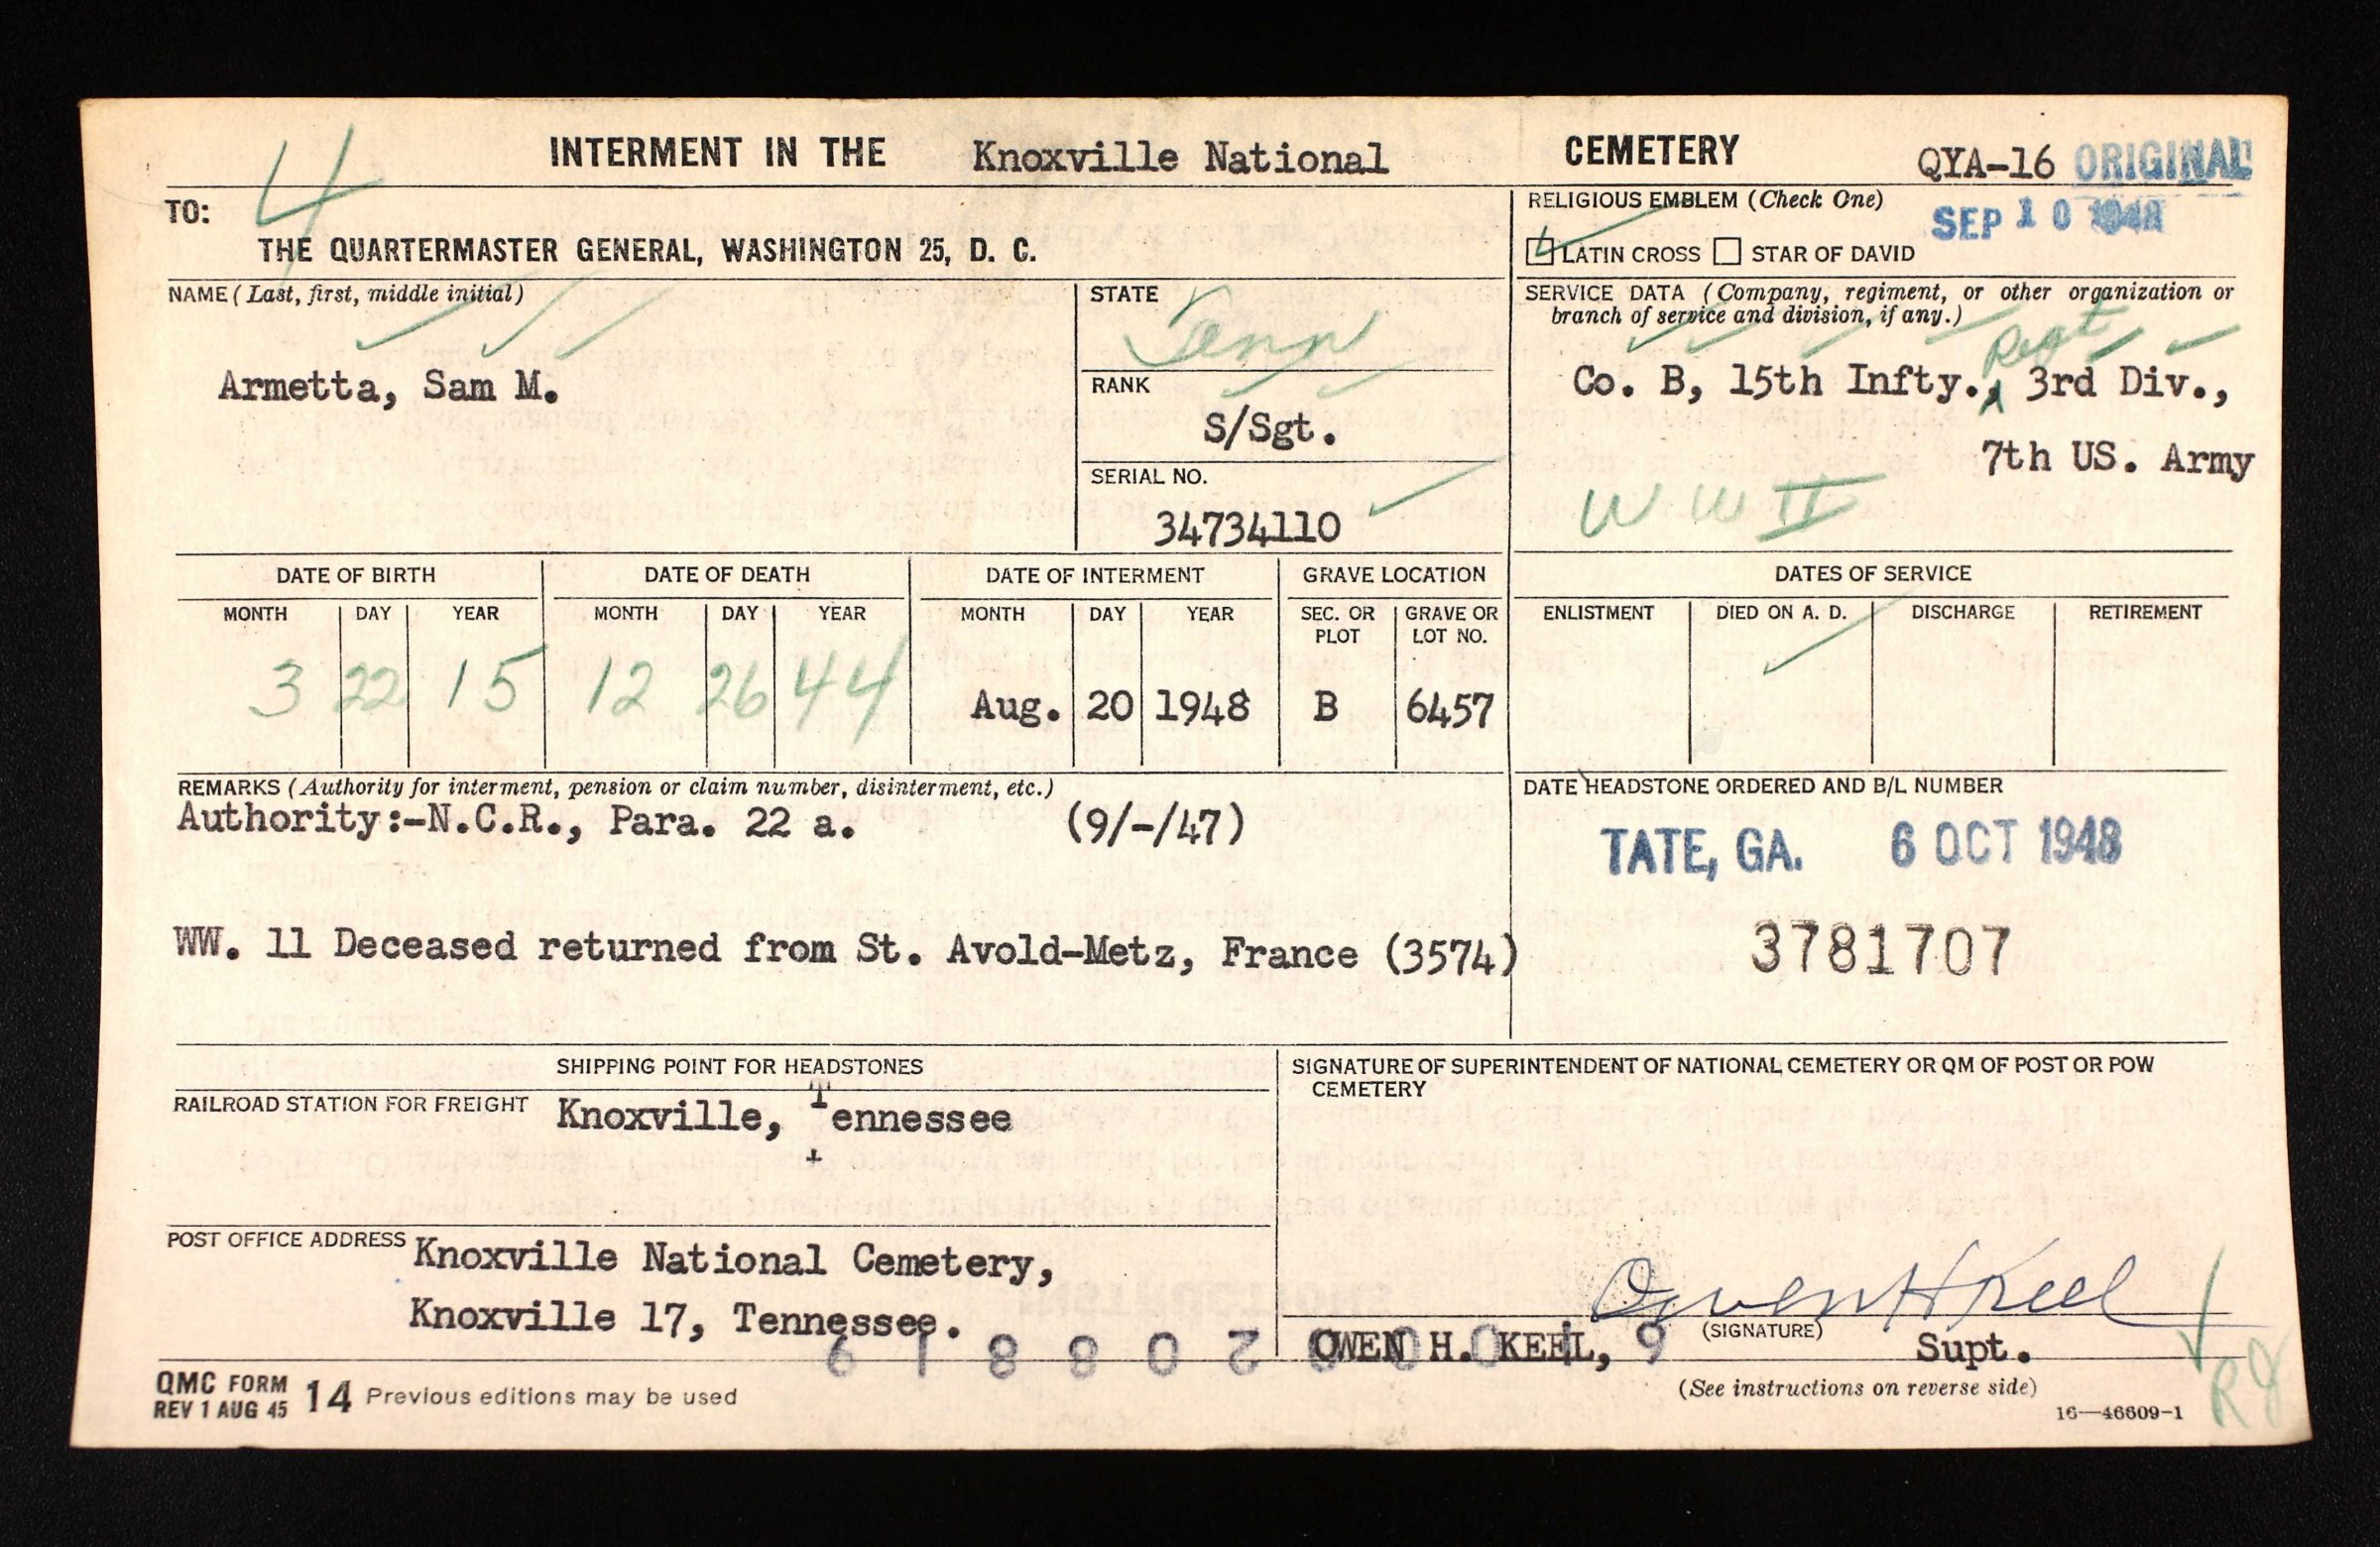 INTERMENT IN THE Knoxville National CEMETERY QYA-16 ORIGINAL
4
TO:
THE QUARTERMASTER GENERAL, WASHINGTON 25, D. C.
RELIGIOUS EMBLEM (Check One)
SEP 10 1948
LATIN CROSS STAR OF DAVID
NAME (Last, first, middle initial)
Armetta, Sam M.
STATE
Tenn
RANK
S/Sgt.
SERIAL NO.
34734110
SERVICE DATA (Company, regiment, or other organization or
branch of service and division, if any.)
Regt
Co. B, 15th Infty., 3rd Div.,
7th US. Army
W W II
DATE OF BIRTH DATE OF DEATH DATE OF INTERMENT GRAVE LOCATION DATES OF SERVICE
MONTH DAY YEAR MONTH DAY YEAR MONTH DAY YEAR SEC. OR PLOT GRAVE OR LOT NO. ENLISTMENT DIED ON A. D. DISCHARGE RETIREMENT
3 22 15 12 26 44 Aug. 20 1948 B 6457
REMARKS (Authority for interment, pension or claim number, disinterment, etc.)
Authority:-N.C.R., Para. 22 a. (9/-/47)
WW. 11 Deceased returned from St. Avold-Metz, France (3574)
DATE HEADSTONE ORDERED AND B/L NUMBER
TATE, GA. 6 OCT 1948
3781707
SHIPPING POINT FOR HEADSTONES
RAILROAD STATION FOR FREIGHT Knoxville, Tennessee
POST OFFICE ADDRESS Knoxville National Cemetery,
Knoxville 17, Tennessee.
SIGNATURE OF SUPERINTENDENT OF NATIONAL CEMETERY OR QM OF POST OR POW
CEMETERY
Owen H Keel
OWEN H. KEEL, (SIGNATURE) Supt.
(See instructions on reverse side)
QMC FORM 14 Previous editions may be used
REV 1 AUG 45
16—46609-1